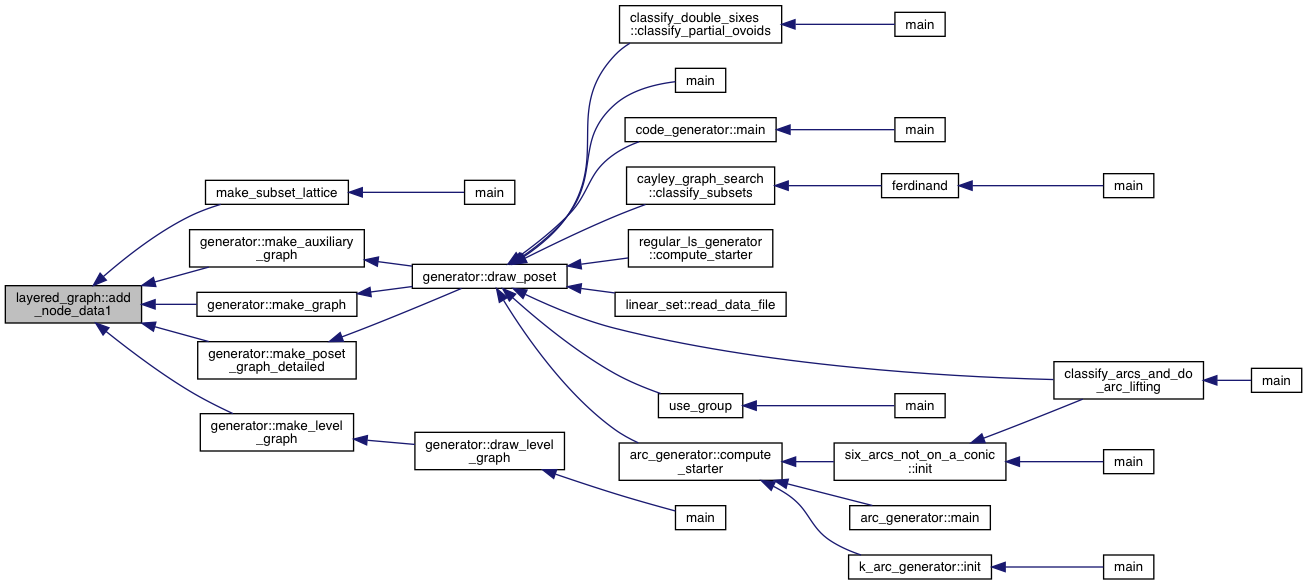 classify_double_sixes
::classify_partial_ovoids
main
main
code_generator::main
main
cayley_graph_search
::classify_subsets
ferdinand
main
make_subset_lattice
main
generator::make_auxiliary
_graph
regular_ls_generator
::compute_starter
generator::draw_poset
layered_graph::add
_node_data1
generator::make_graph
linear_set::read_data_file
generator::make_poset
_graph_detailed
classify_arcs_and_do
_arc_lifting
main
use_group
main
generator::make_level
_graph
generator::draw_level
_graph
arc_generator::compute
_starter
six_arcs_not_on_a_conic
::init
main
main
arc_generator::main
k_arc_generator::init
main